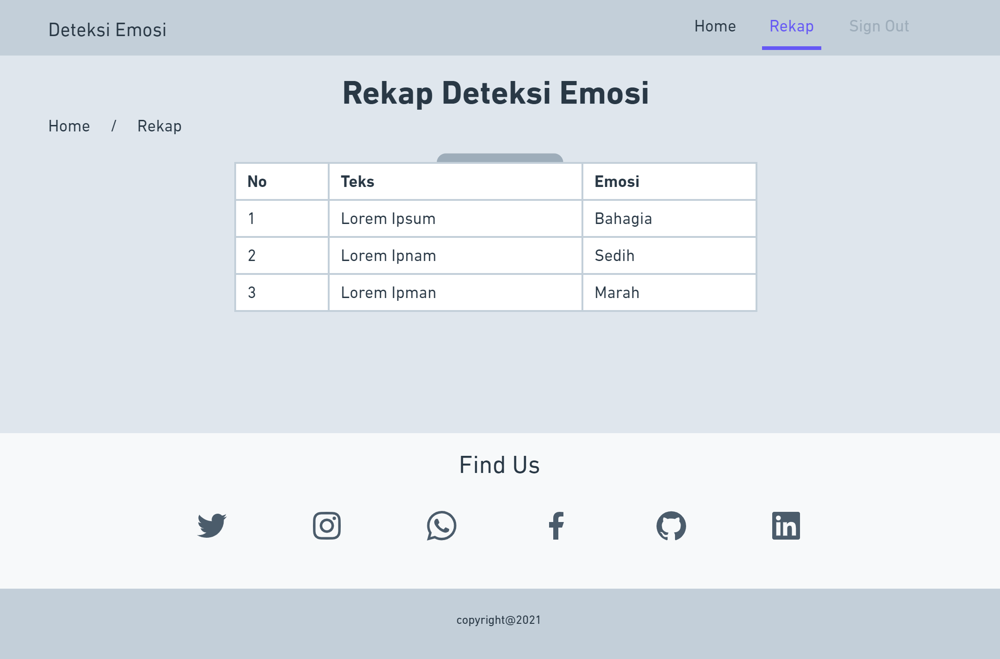 Deteksi Emosi
Home Rekap Sign Out
Rekap Deteksi Emosi
Home / Rekap
No Teks Emosi
1 Lorem Ipsum Bahagia
2 Lorem Ipnam Sedih
3 Lorem Ipman Marah
Find Us
copyright@2021